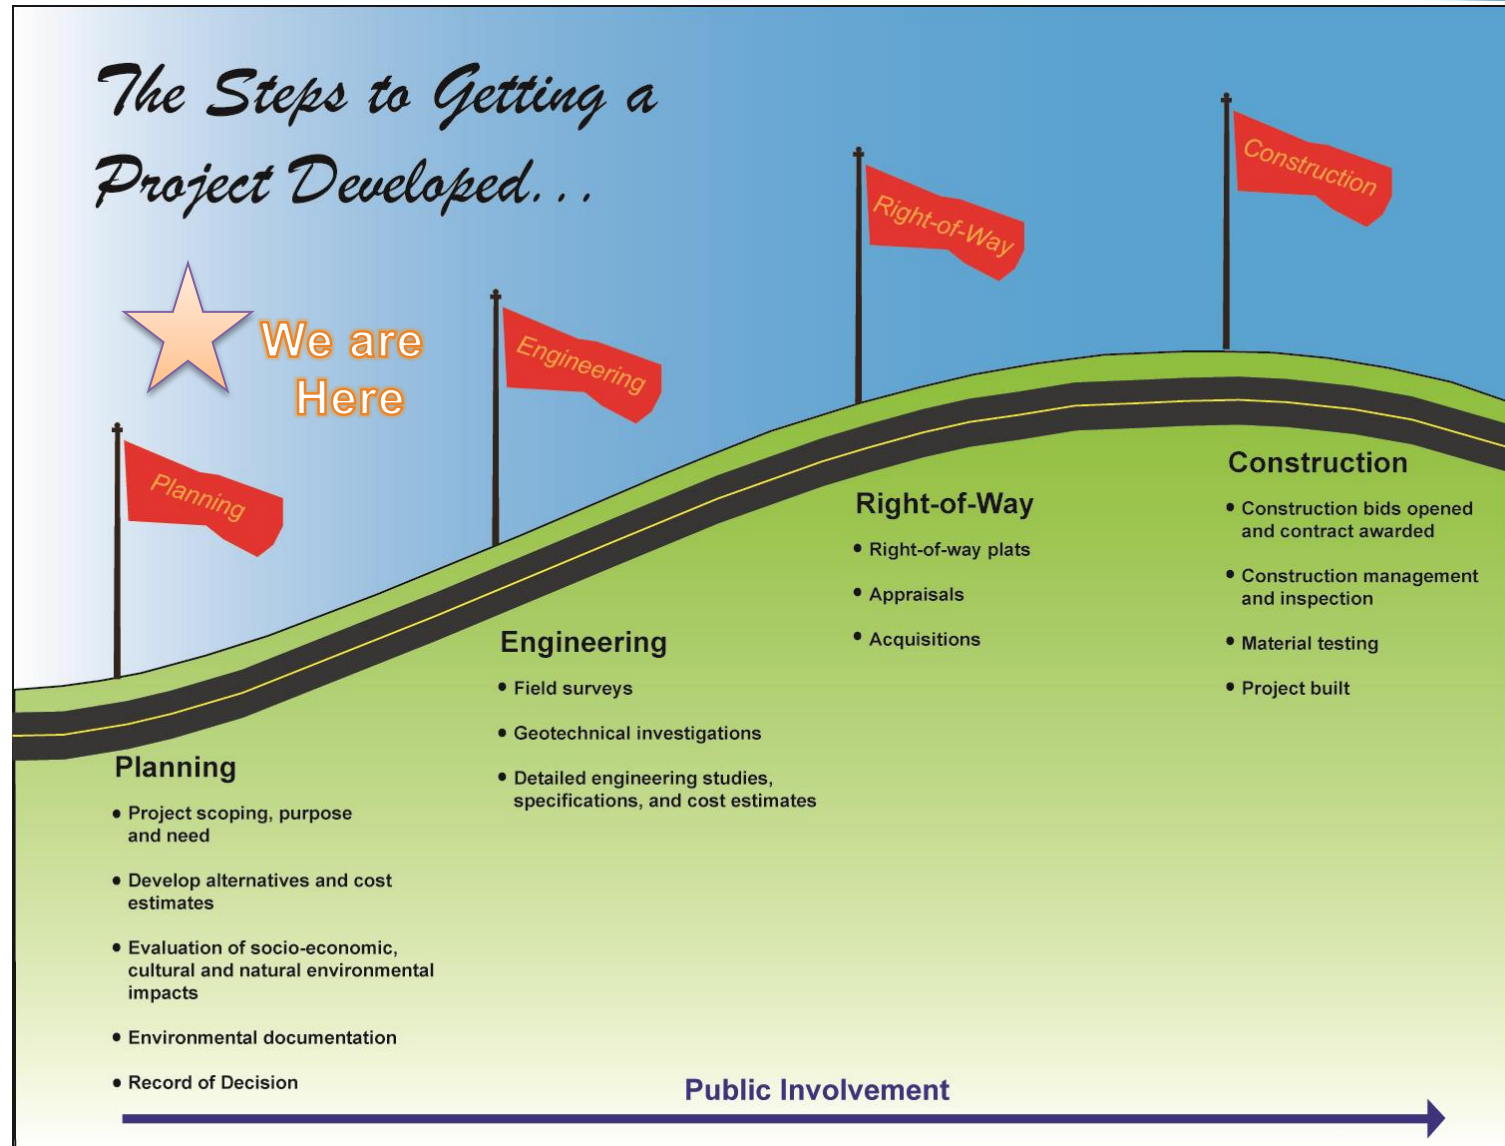 The Steps to Getting a
Project Developed...
We are
Here
Planning
Engineering
Right-of-Way
Construction
Planning
• Project scoping, purpose
and need
• Develop alternatives and cost
estimates
• Evaluation of socio-economic,
cultural and natural environmental
impacts
• Environmental documentation
• Record of Decision
Engineering
• Field surveys
• Geotechnical investigations
• Detailed engineering studies,
specifications, and cost estimates
Right-of-Way
• Right-of-way plats
• Appraisals
• Acquisitions
Construction
• Construction bids opened
and contract awarded
• Construction management
and inspection
• Material testing
• Project built
Public Involvement